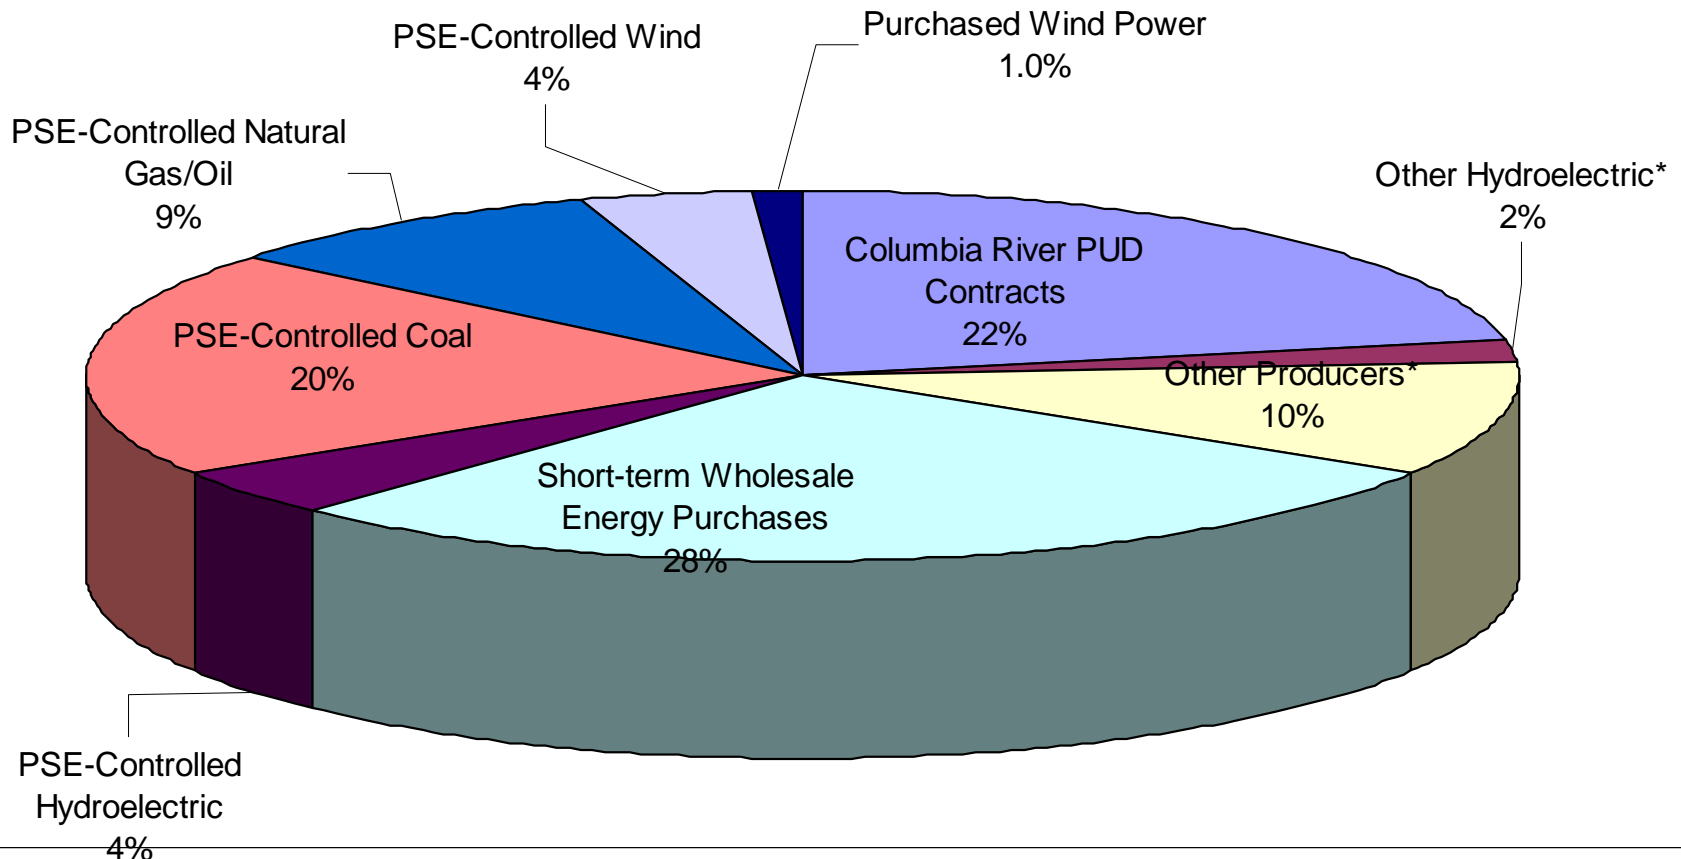 PSE-Controlled Wind
4%
Purchased Wind Power
1.0%
PSE-Controlled Natural
Gas/Oil
9%
Other Hydroelectric*
2%
Columbia River PUD
Contracts
22%
PSE-Controlled Coal
20%
Other Producers*
10%
Short-term Wholesale
Energy Purchases
28%
PSE-Controlled
Hydroelectric
4%